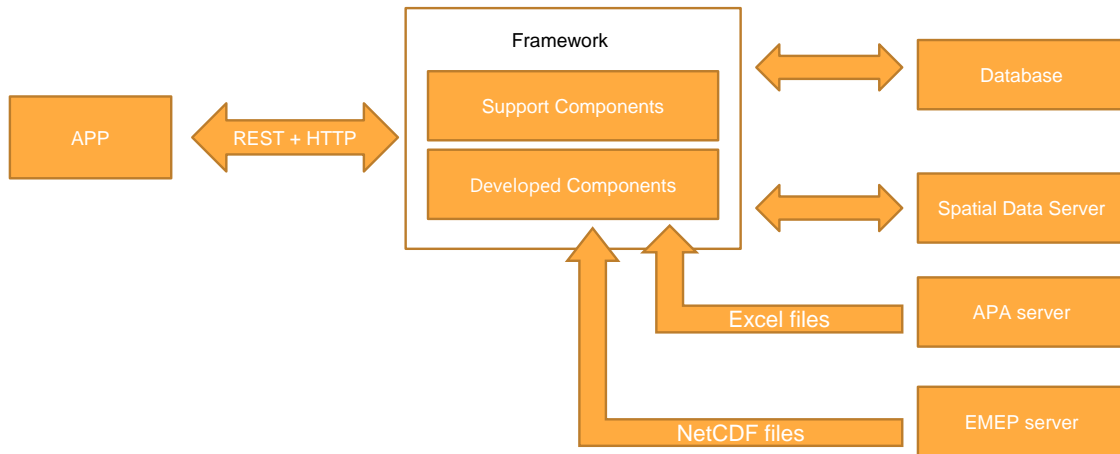 Framework
Support Components
Developed Components
APP
REST + HTTP
Database
Spatial Data Server
APA server
EMEP server
Excel files
NetCDF files